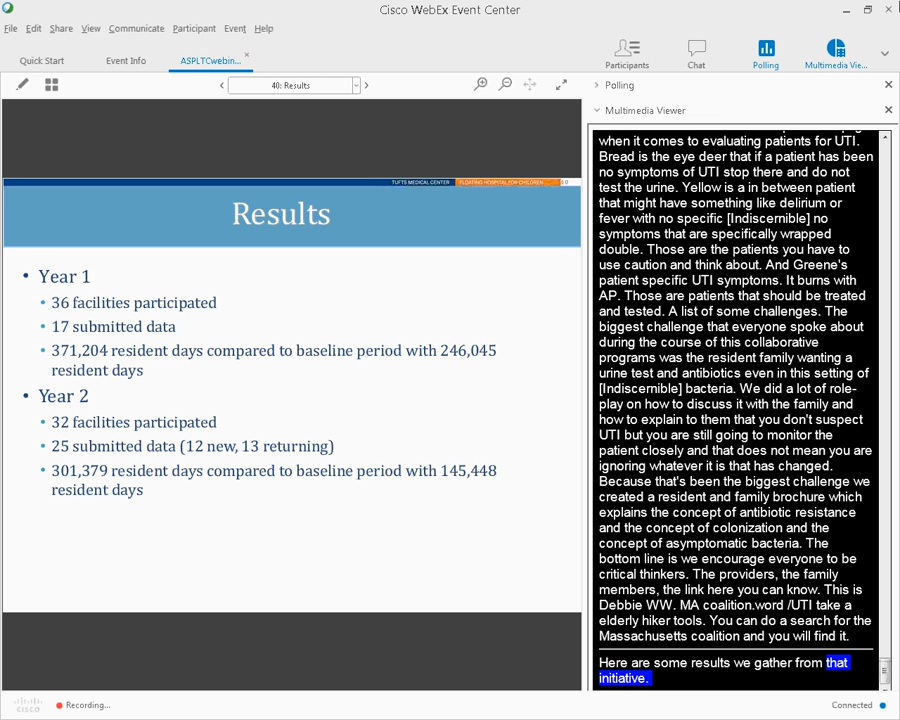 Cisco WebEx Event Center
File Edit Share View Communicate Participant Event Help
Quick Start Event Info ASPLTCwebin...
Participants Chat Polling Multimedia Vie...
40: Results
Polling
Multimedia Viewer
TUFTS MEDICAL CENTER FLOATING HOSPITAL FOR CHILDREN
Results
• Year 1
• 36 facilities participated
• 17 submitted data
• 371,204 resident days compared to baseline period with 246,045
resident days
• Year 2
• 32 facilities participated
• 25 submitted data (12 new, 13 returning)
• 301,379 resident days compared to baseline period with 145,448
resident days
when it comes to evaluating patients for UTI.
Bread is the eye deer that if a patient has been
no symptoms of UTI stop there and do not
test the urine. Yellow is a in between patient
that might have something like delirium or
fever with no specific [Indiscernible] no
symptoms that are specifically wrapped
double. Those are the patients you have to
use caution and think about. And Greene's
patient specific UTI symptoms. It burns with
AP. Those are patients that should be treated
and tested. A list of some challenges. The
biggest challenge that everyone spoke about
during the course of this collaborative
programs was the resident family wanting a
urine test and antibiotics even in this setting of
[Indiscernible] bacteria. We did a lot of role-
play on how to discuss it with the family and
how to explain to them that you don't suspect
UTI but you are still going to monitor the
patient closely and that does not mean you are
ignoring whatever it is that has changed.
Because that's been the biggest challenge we
created a resident and family brochure which
explains the concept of antibiotic resistance
and the concept of colonization and the
concept of asymptomatic bacteria. The
bottom line is we encourage everyone to be
critical thinkers. The providers, the family
members, the link here you can know. This is
Debbie WW. MA coalition.word /UTI take a
elderly hiker tools. You can do a search for the
Massachusetts coalition and you will find it.
Here are some results we gather from that
initiative.
cisco Recording... Connected